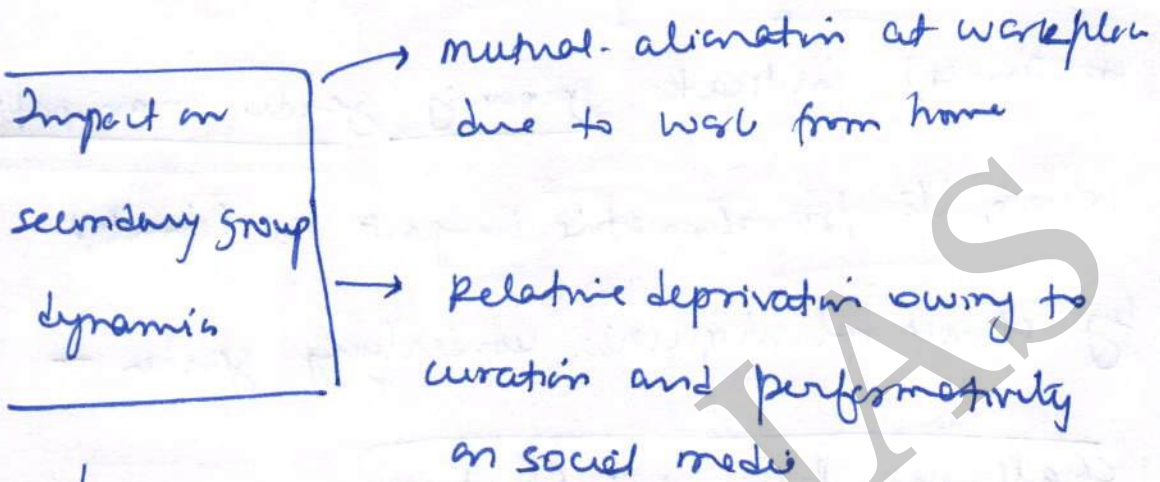 Impact on
secondary group
dynamics
→ mutual-alienation at workplace
due to work from home
→ Relative deprivation owing to
curation and performativity
on social media
IAS